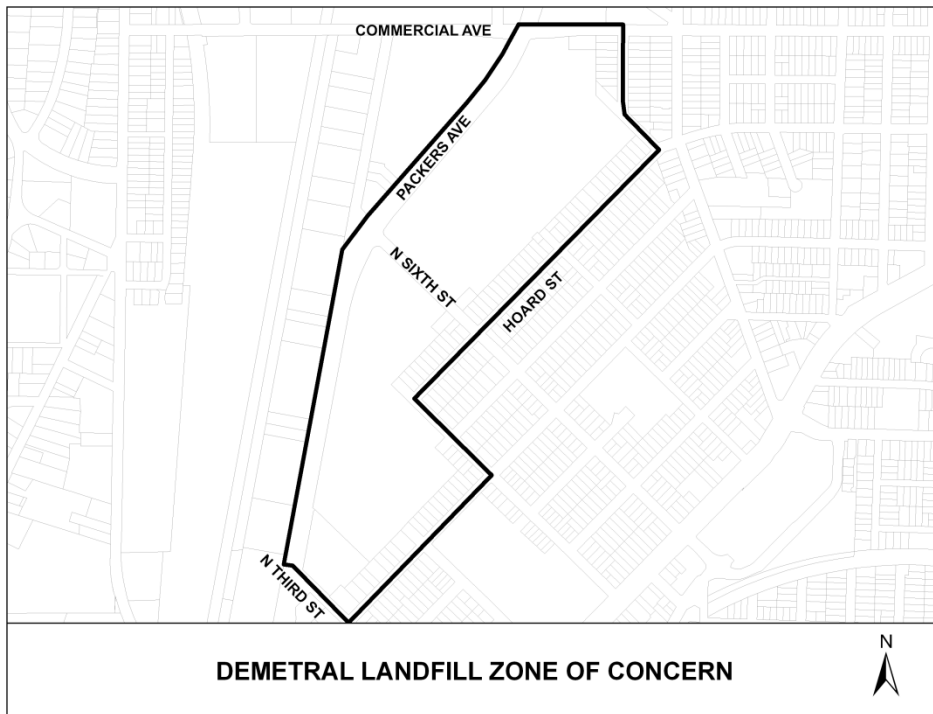 COMMERCIAL AVE
PACKERS AVE
N SIXTH ST
HOARD ST
N THIRD ST
DEMETRAL LANDFILL ZONE OF CONCERN
N